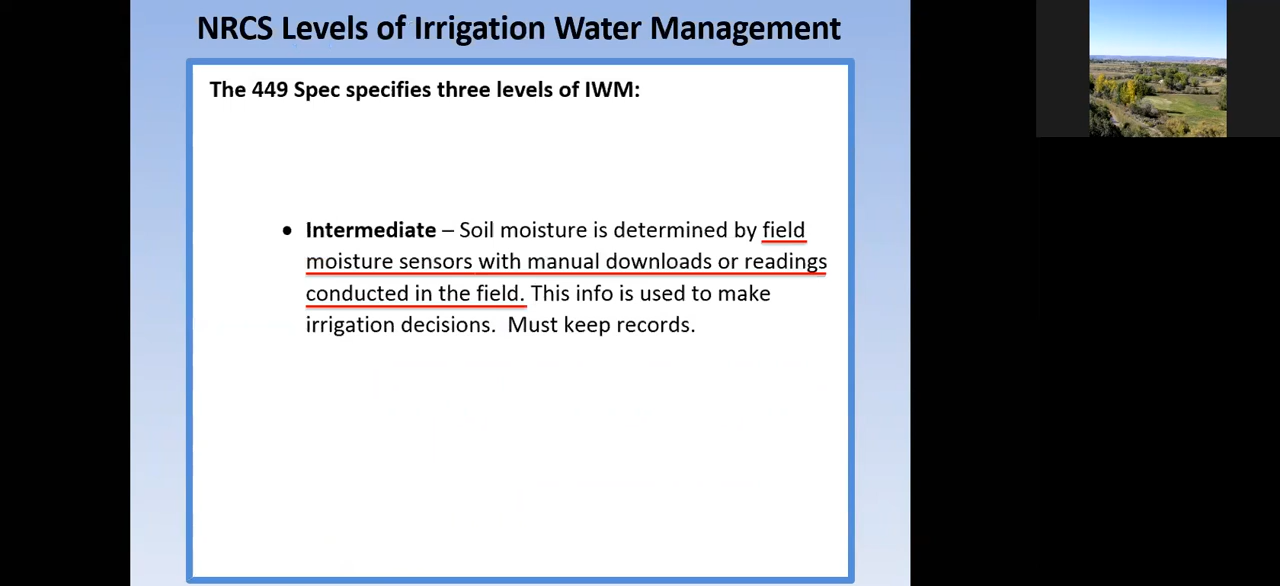 NRCS Levels of Irrigation Water Management
The 449 Spec specifies three levels of IWM:
• Intermediate – Soil moisture is determined by field
moisture sensors with manual downloads or readings
conducted in the field. This info is used to make
irrigation decisions.  Must keep records.